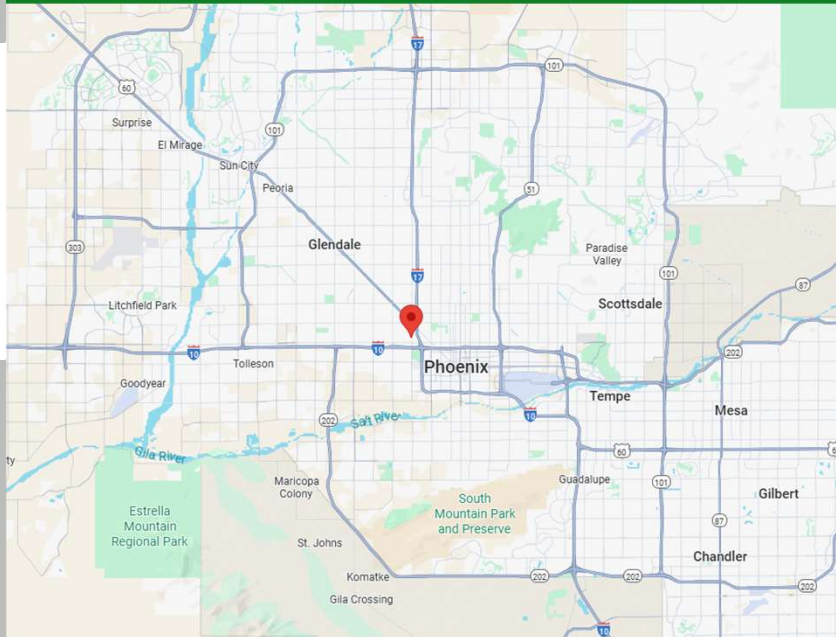 17
101
60
Surprise
101
El Mirage
Sun City
Peoria
51
Glendale
Paradise
Valley
303
17
101
87
Litchfield Park
Scottsdale
10
10
202
Tolleson
Phoenix
Goodyear
Tempe
Mesa
202
Salt River
10
Gila River
60
ty
Maricopa
Colony
Guadalupe
101
Gilbert
South
Mountain Park
and Preserve
Estrella
Mountain
Regional Park
87
St. Johns
Chandler
Komatke
202
202
202
Gila Crossing
10